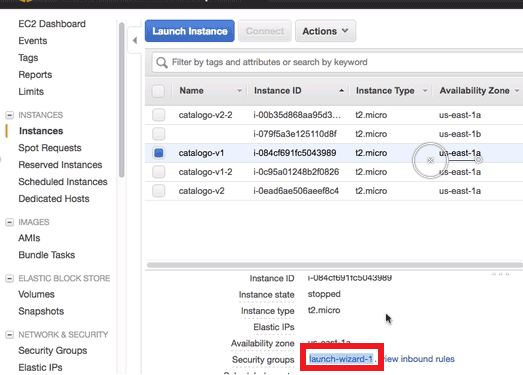 EC2 Dashboard
Events
Tags
Reports
Limits
INSTANCES
Instances
Spot Requests
Reserved Instances
Scheduled Instances
Dedicated Hosts
IMAGES
AMIs
Bundle Tasks
ELASTIC BLOCK STORE
Volumes
Snapshots
NETWORK & SECURITY
Security Groups
Launch Instance Connect Actions
Filter by tags and attributes or search by keyword
Name Instance ID Instance Type Availability Zone
catalogo-v2-2 i-00b35d868aa95d3... t2.micro us-east-1a
i-079f5a3e125110d8f t2.micro us-east-1b
catalogo-v1 i-084cf691fc5043989 t2.micro us-east-1a
catalogo-v1-2 i-0c95a01248b2f0826 t2.micro us-east-1a
catalogo-v2 i-0ead6ae506aeef8c4 t2.micro us-east-1a
Instance ID i-084cf691fc5043989
Instance state stopped
Instance type t2.micro
Elastic IPs
Availability zone us-east-1a
Security groups launch-wizard-1. view inbound rules